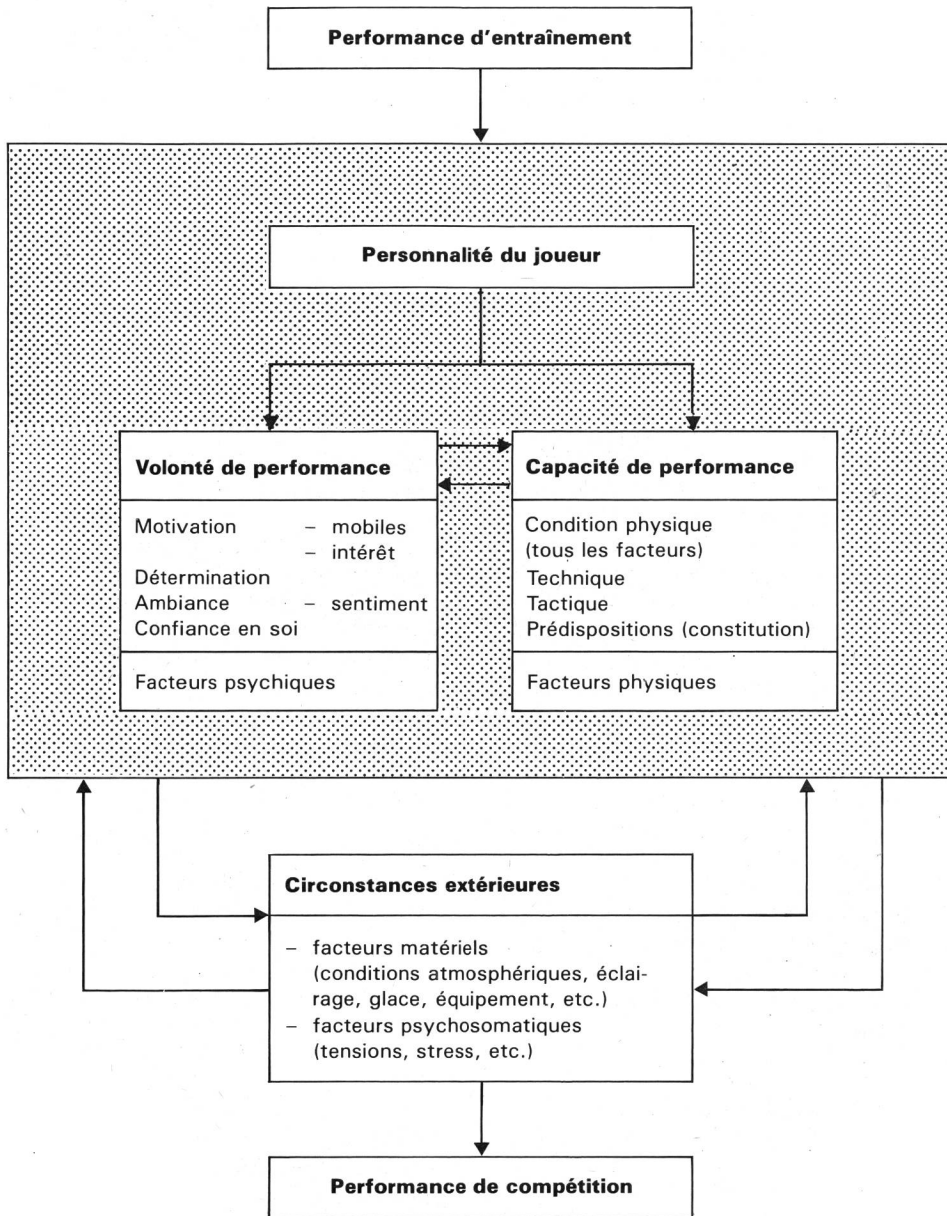 Performance d'entraînement
Personnalité du joueur
Volonté de performance
Motivation – mobiles
– intérêt
Détermination
Ambiance – sentiment
Confiance en soi
Facteurs psychiques
Capacité de performance
Condition physique
(tous les facteurs)
Technique
Tactique
Prédispositions (constitution)
Facteurs physiques
Circonstances extérieures
– facteurs matériels
(conditions atmosphériques, éclai-
rage, glace, équipement, etc.)
– facteurs psychosomatiques
(tensions, stress, etc.)
Performance de compétition